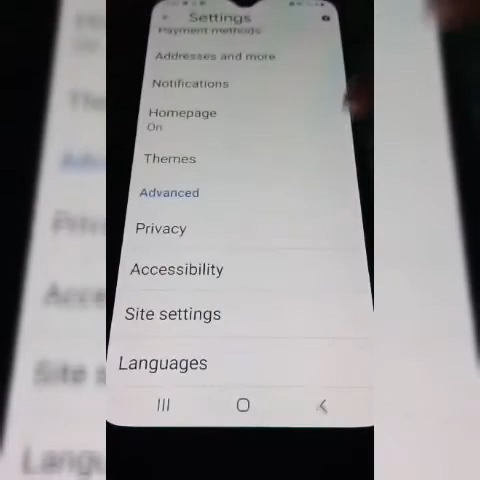 Settings
Payment methods
Addresses and more
Notifications
Homepage
On
Themes
Advanced
Privacy
Accessibility
Site settings
Languages